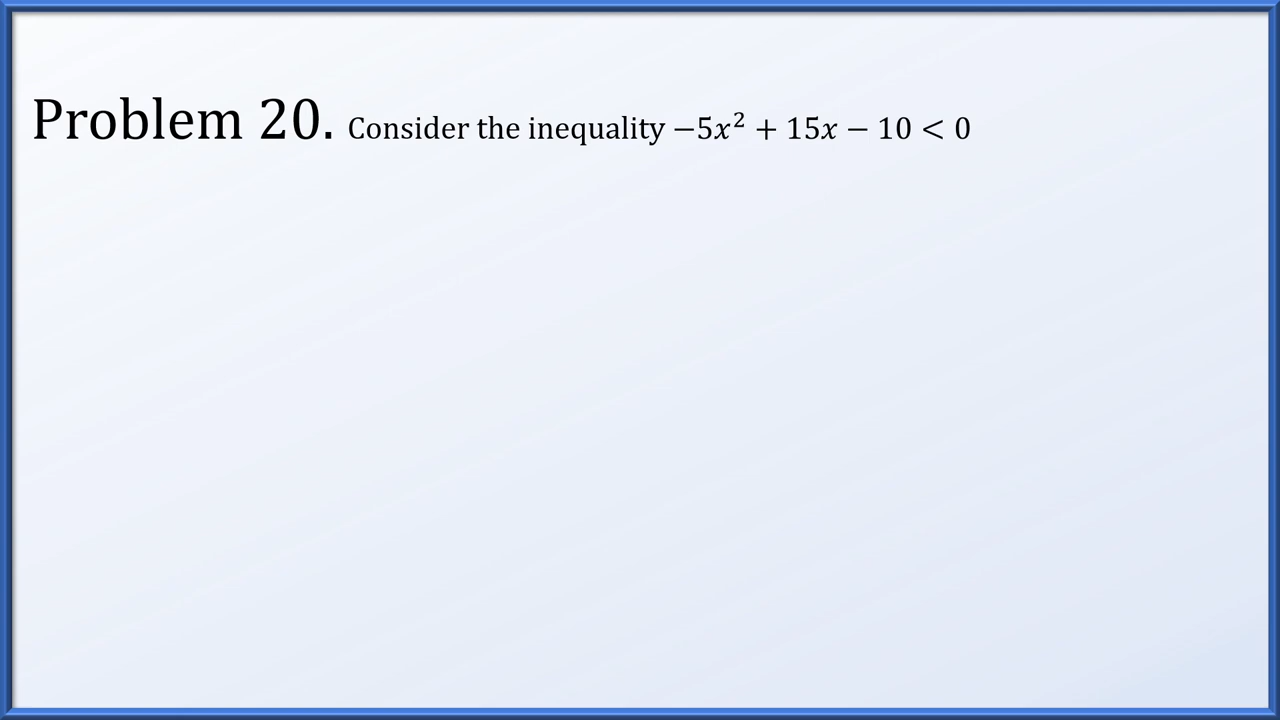 Problem 20. Consider the inequality −5𝑥² + 15𝑥 − 10 < 0